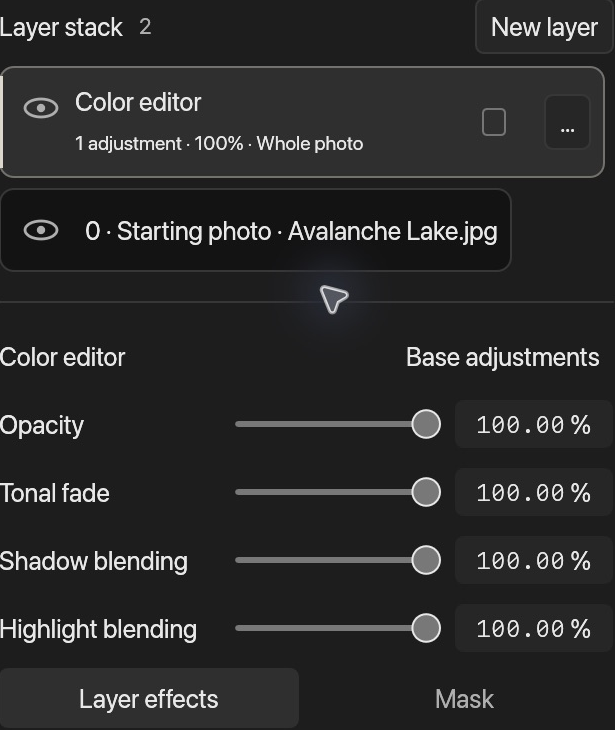 Layer stack 2 New layer
Color editor
1 adjustment · 100% · Whole photo
...
0 · Starting photo · Avalanche Lake.jpg
Color editor Base adjustments
Opacity 100.00 %
Tonal fade 100.00 %
Shadow blending 100.00 %
Highlight blending 100.00 %
Layer effects Mask